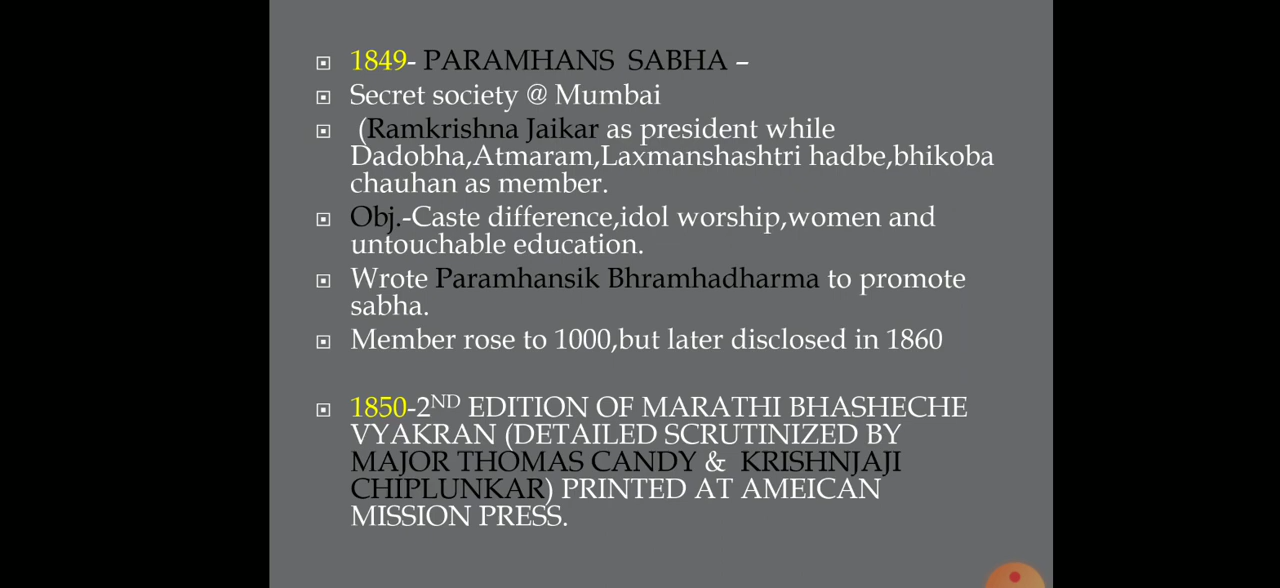 1849- PARAMHANS SABHA –
Secret society @ Mumbai
(Ramkrishna Jaikar as president while
Dadobha,Atmaram,Laxmanshashtri hadbe,bhikoba
chauhan as member.
Obj.-Caste difference,idol worship,women and
untouchable education.
Wrote Paramhansik Bhramhadharma to promote
sabha.
Member rose to 1000,but later disclosed in 1860
1850-2ND EDITION OF MARATHI BHASHECHE
VYAKRAN (DETAILED SCRUTINIZED BY
MAJOR THOMAS CANDY & KRISHNJAJI
CHIPLUNKAR) PRINTED AT AMEICAN
MISSION PRESS.